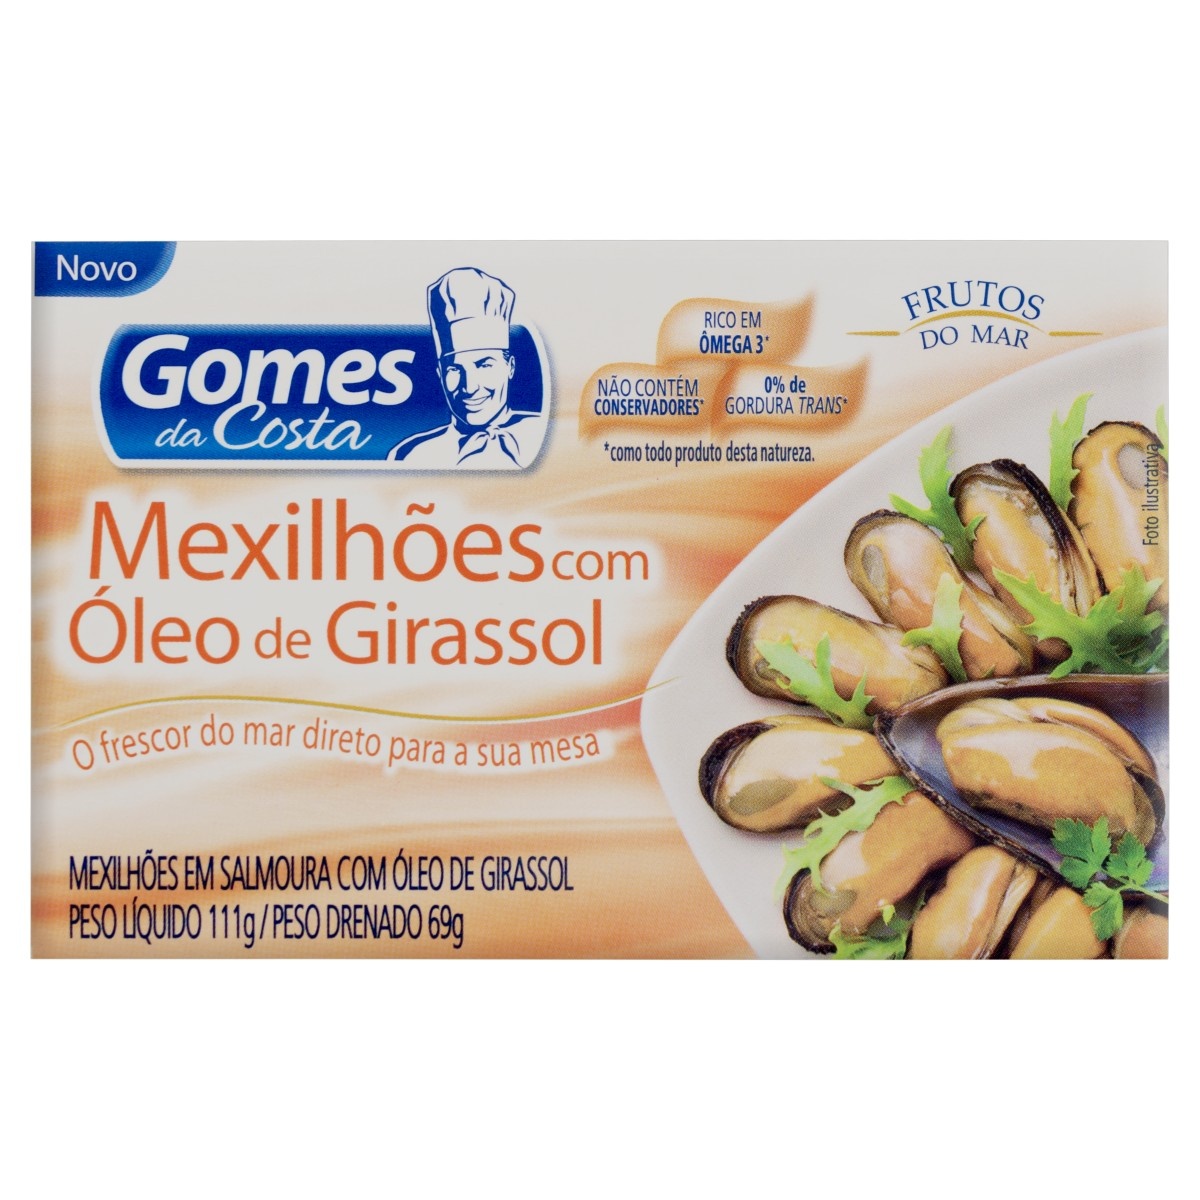 Novo
Gomes
da Costa
RICO EM
ÔMEGA 3*
NÃO CONTÉM
CONSERVADORES*
0% de
GORDURA TRANS*
*como todo produto desta natureza.
FRUTOS
DO MAR
Mexilhões com
Óleo de Girassol
O frescor do mar direto para a sua mesa
Foto ilustrativa
MEXILHÕES EM SALMOURA COM ÓLEO DE GIRASSOL
PESO LÍQUIDO 111g / PESO DRENADO 69g